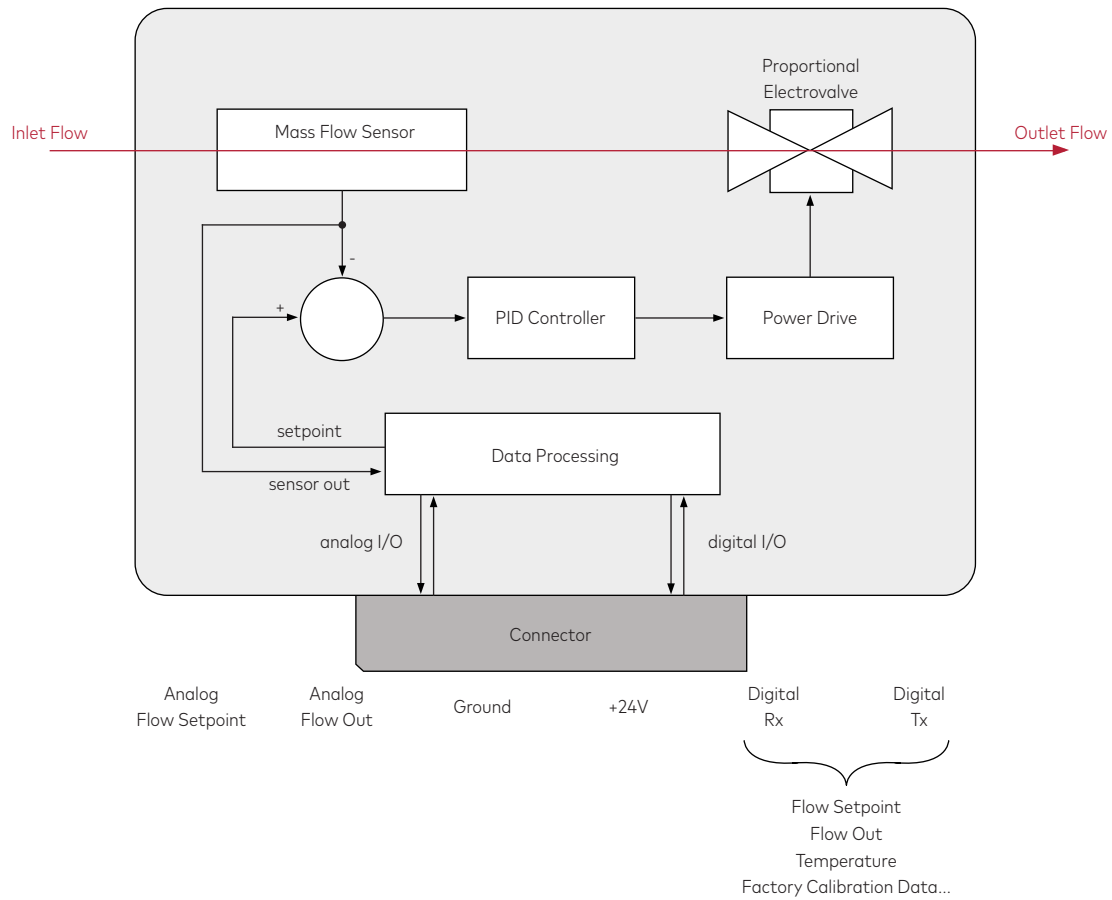 Proportional
Electrovalve
Inlet Flow
Mass Flow Sensor
Outlet Flow
-
+
PID Controller
Power Drive
setpoint
Data Processing
sensor out
analog I/O
digital I/O
Connector
Analog
Flow Setpoint
Analog
Flow Out
Ground
+24V
Digital
Rx
Digital
Tx
Flow Setpoint
Flow Out
Temperature
Factory Calibration Data...